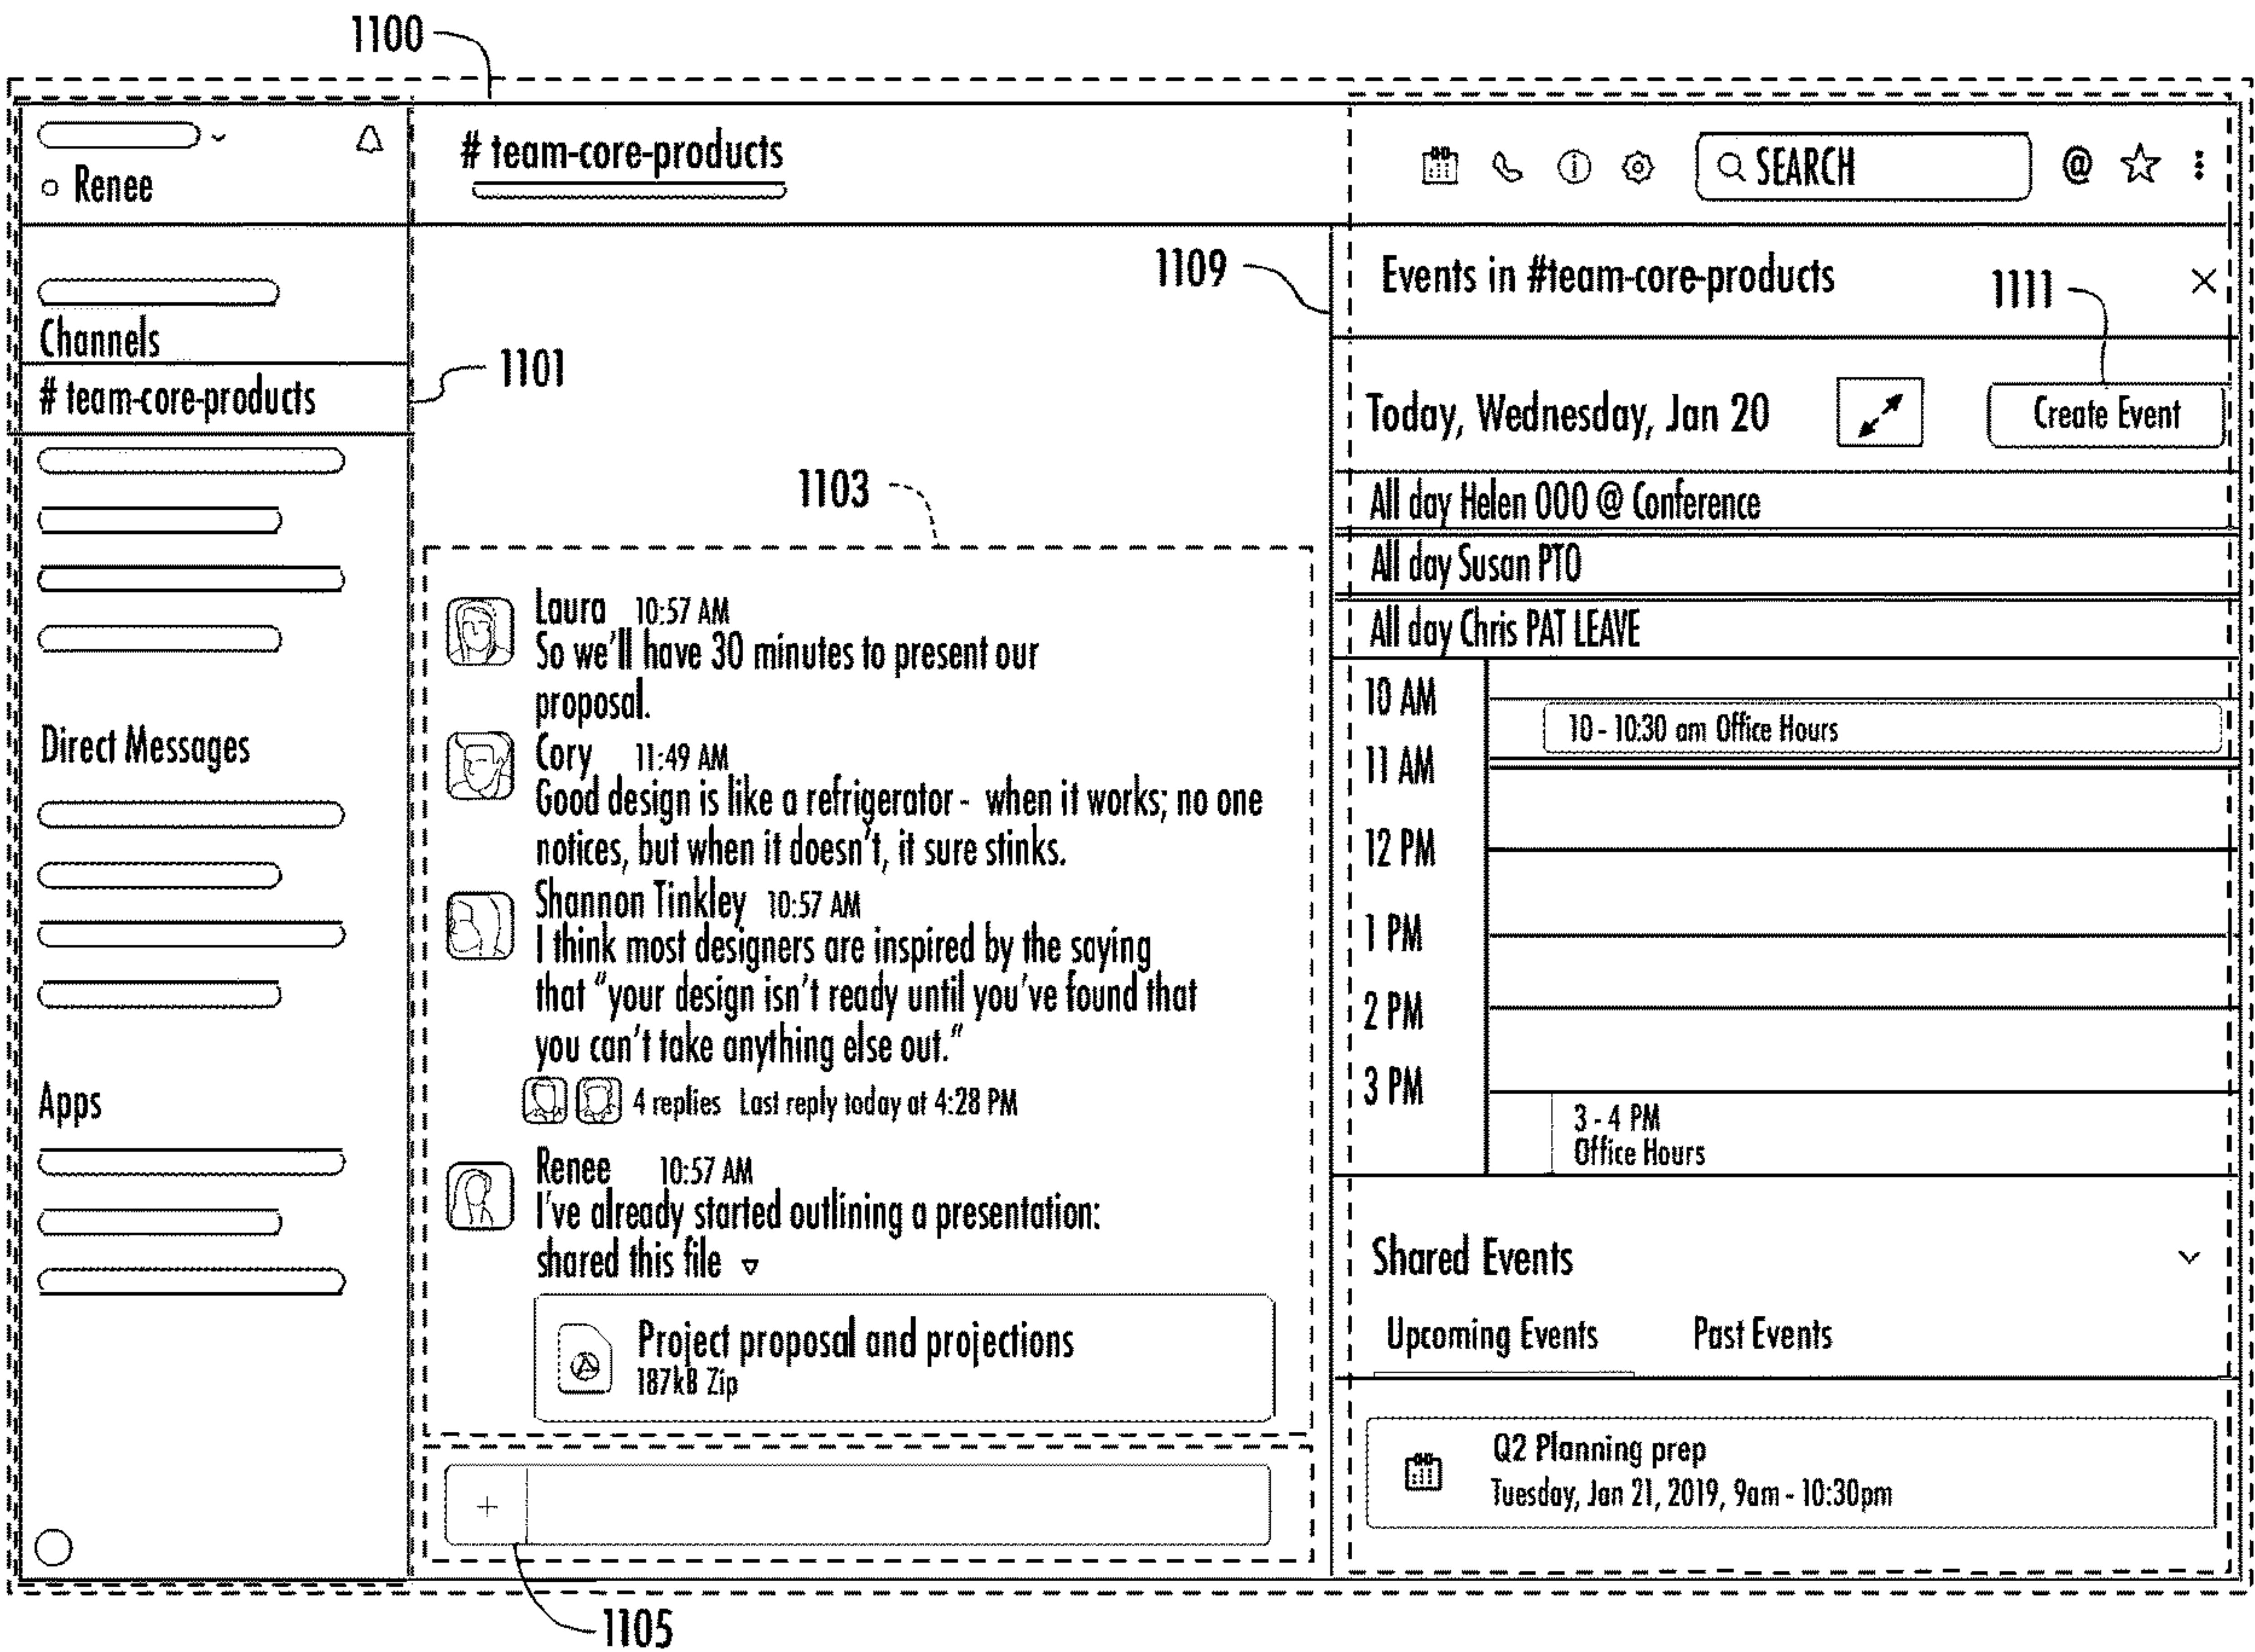 1100
Renee
Channels
# team-core-products
Direct Messages
Apps
1101
# team-core-products
1103
Laura 10:57 AM
So we'll have 30 minutes to present our
proposal.
Cory 11:49 AM
Good design is like a refrigerator - when it works; no one
notices, but when it doesn't, it sure stinks.
Shannon Tinkley 10:57 AM
I think most designers are inspired by the saying
that "your design isn't ready until you've found that
you can't take anything else out."
4 replies Last reply today at 4:28 PM
Renee 10:57 AM
I've already started outlining a presentation:
shared this file
Project proposal and projections
187kB Zip
+
1105
SEARCH @
1109
Events in #team-core-products
1111
Today, Wednesday, Jan 20
Create Event
All day Helen OOO @ Conference
All day Susan PTO
All day Chris PAT LEAVE
10 AM
10 - 10:30 am Office Hours
11 AM
12 PM
1 PM
2 PM
3 PM
3 - 4 PM
Office Hours
Shared Events
Upcoming Events Past Events
Q2 Planning prep
Tuesday, Jan 21, 2019, 9am - 10:30pm